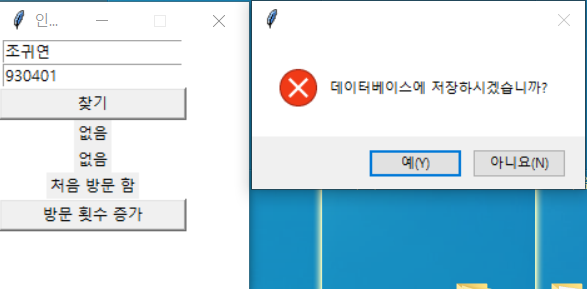 인...
조귀연
930401
찾기
없음
없음
처음 방문 함
방문 횟수 증가
데이터베이스에 저장하시겠습니까?
예(Y)
아니요(N)